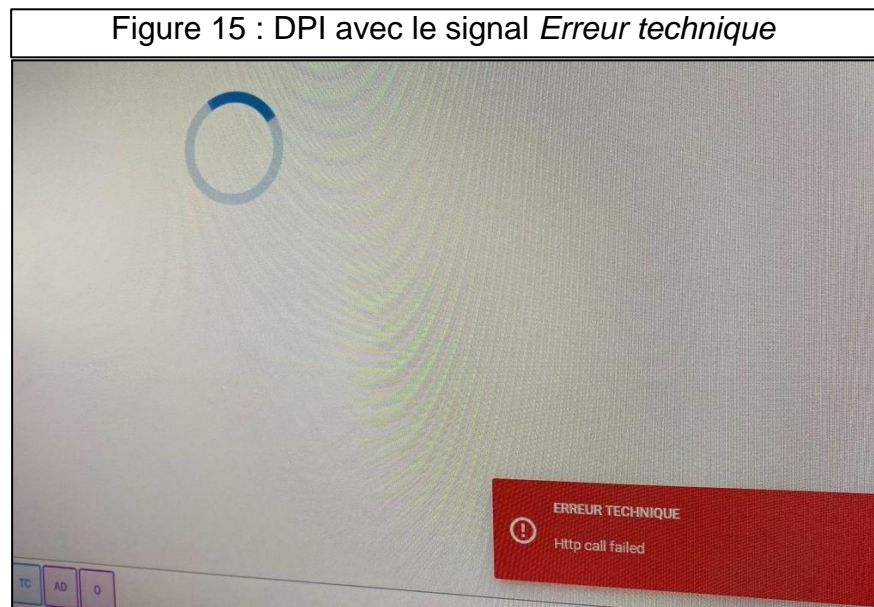 Figure 15 : DPI avec le signal Erreur technique
ERREUR TECHNIQUE
Http call failed
TC AD O